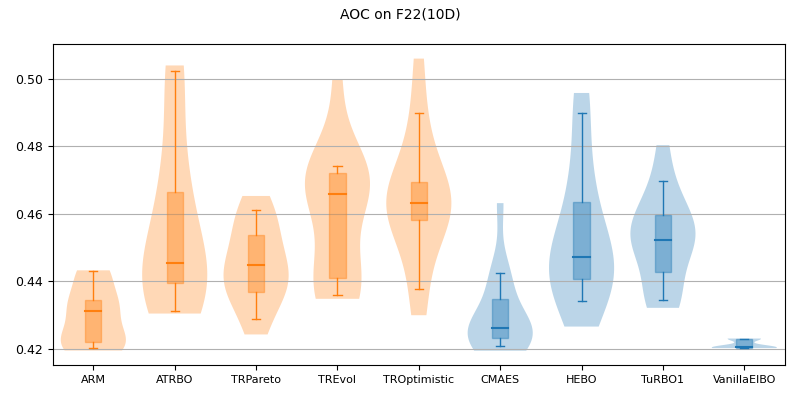 AOC on F22(10D)
0.50
0.48
0.46
0.44
0.42
ARM ATRBO TRPareto TREvol TROptimistic CMAES HEBO TuRBO1 VanillaEIBO